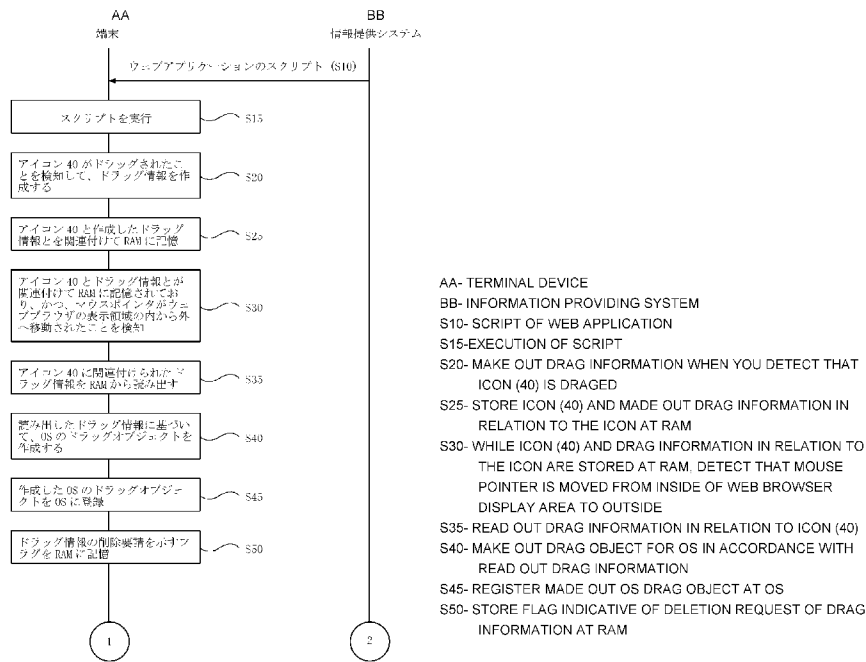 AA
BB
端末
情報提供システム
ウェブアプリケーションのスクリプト (S10)
スクリプトを実行
S15
アイコン 40 がドラッグされたこ
とを検知して、ドラッグ情報を作
成する
S20
アイコン 40 と作成したドラッグ
情報とを関連付けて RAM に記憶
S25
アイコン 40 とドラッグ情報とが
関連付けて RAM に記憶されてお
り、かつ、マウスポインタがウェ
ブブラウザの表示領域の内から外
へ移動されたことを検知
S30
アイコン 40 に関連付けられたド
ラッグ情報を RAM から読み出す
S35
読み出したドラッグ情報に基づい
て、OS のドラッグオブジェクトを
作成する
S40
作成した OS のドラッグオブジェ
クトを OS に登録
S45
ドラッグ情報の削除要請を示すフ
ラグを RAM に記憶
S50
1
2
AA- TERMINAL DEVICE
BB- INFORMATION PROVIDING SYSTEM
S10- SCRIPT OF WEB APPLICATION
S15-EXECUTION OF SCRIPT
S20- MAKE OUT DRAG INFORMATION WHEN YOU DETECT THAT
ICON (40) IS DRAGED
S25- STORE ICON (40) AND MADE OUT DRAG INFORMATION IN
RELATION TO THE ICON AT RAM
S30- WHILE ICON (40) AND DRAG INFORMATION IN RELATION TO
THE ICON ARE STORED AT RAM, DETECT THAT MOUSE
POINTER IS MOVED FROM INSIDE OF WEB BROWSER
DISPLAY AREA TO OUTSIDE
S35- READ OUT DRAG INFORMATION IN RELATION TO ICON (40)
S40- MAKE OUT DRAG OBJECT FOR OS IN ACCORDANCE WITH
READ OUT DRAG INFORMATION
S45- REGISTER MADE OUT OS DRAG OBJECT AT OS
S50- STORE FLAG INDICATIVE OF DELETION REQUEST OF DRAG
INFORMATION AT RAM